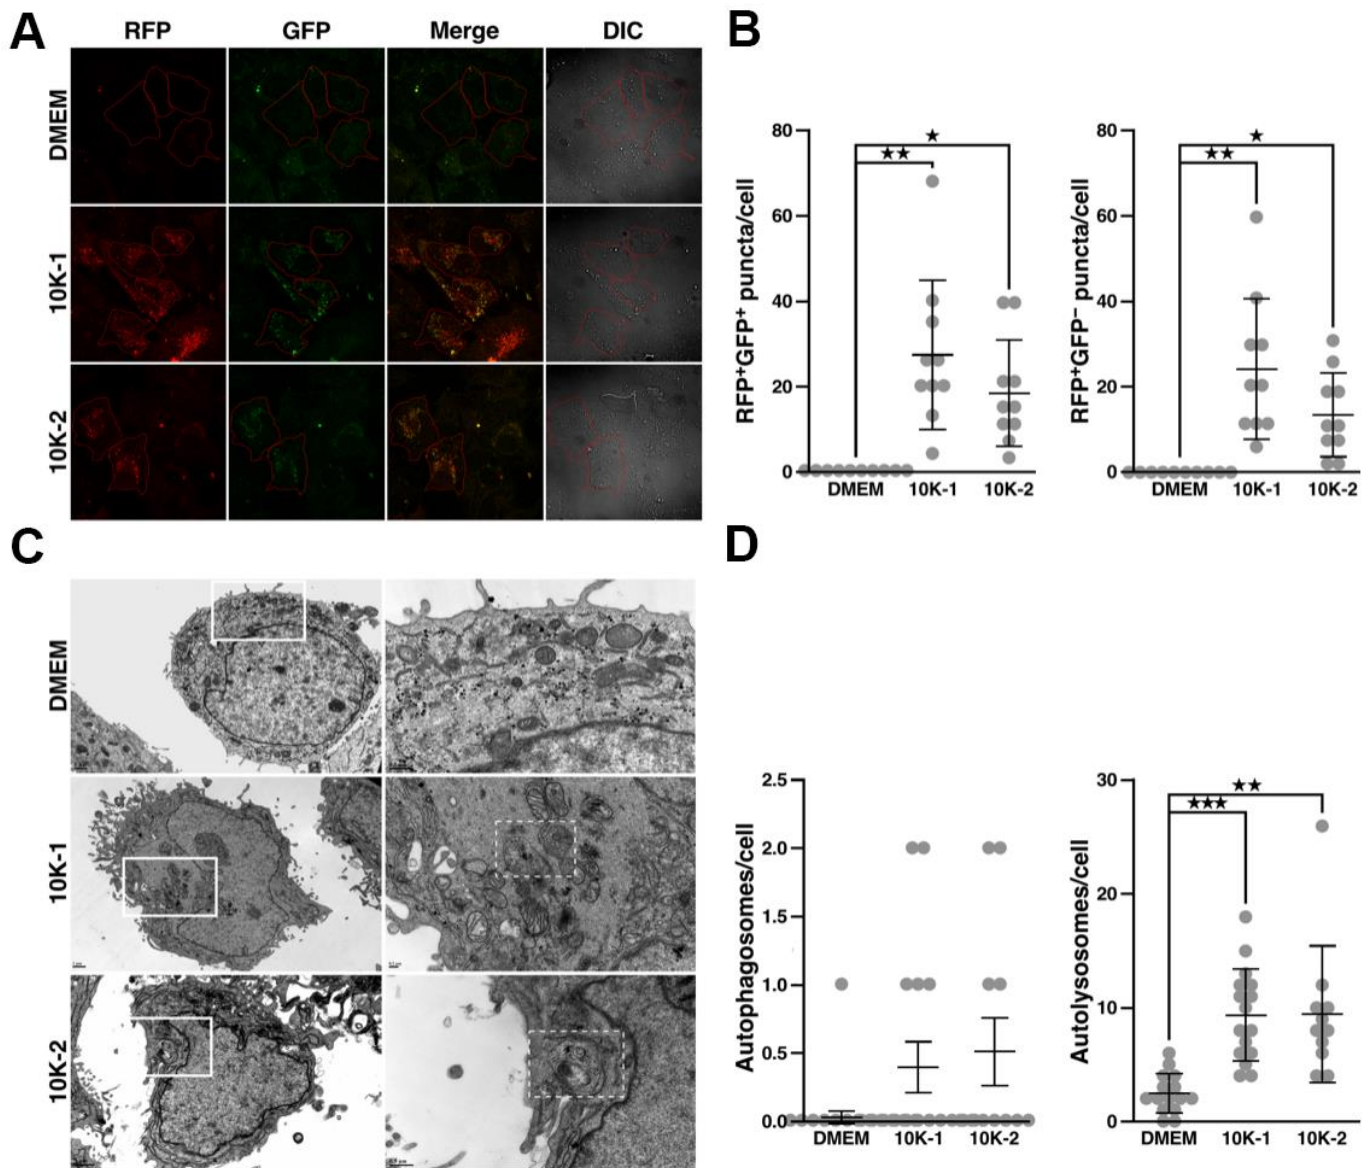 A
RFP GFP Merge DIC
DMEM
10K-1
10K-2
B
RFP⁺GFP⁺ puncta/cell
80
60
40
20
0
★★
★
DMEM 10K-1 10K-2
RFP⁺GFP⁻ puncta/cell
80
60
40
20
0
★★
★
DMEM 10K-1 10K-2
C
DMEM
10K-1
10K-2
D
Autophagosomes/cell
2.5
2.0
1.5
1.0
0.5
0.0
DMEM 10K-1 10K-2
Autolysosomes/cell
30
20
10
0
★★★
★★
DMEM 10K-1 10K-2